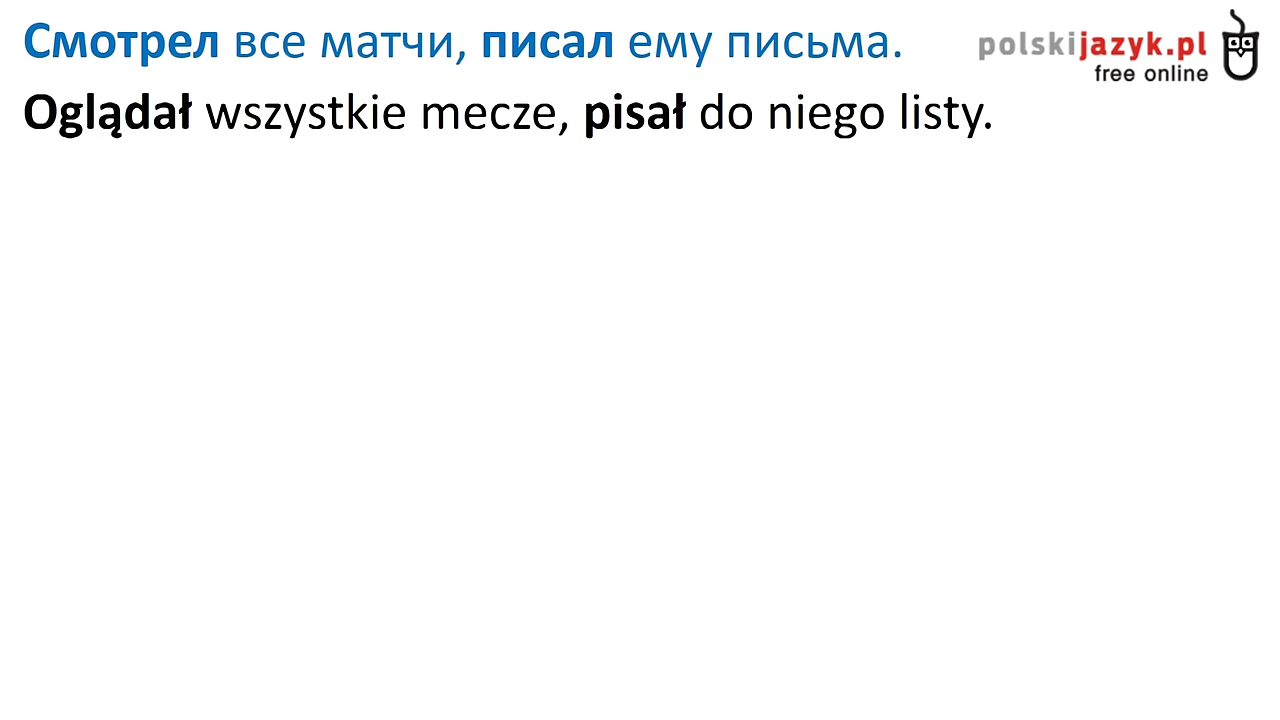 Смотрел все матчи, писал ему письма.
polskijazyk.pl
free online
Oglądał wszystkie mecze, pisał do niego listy.